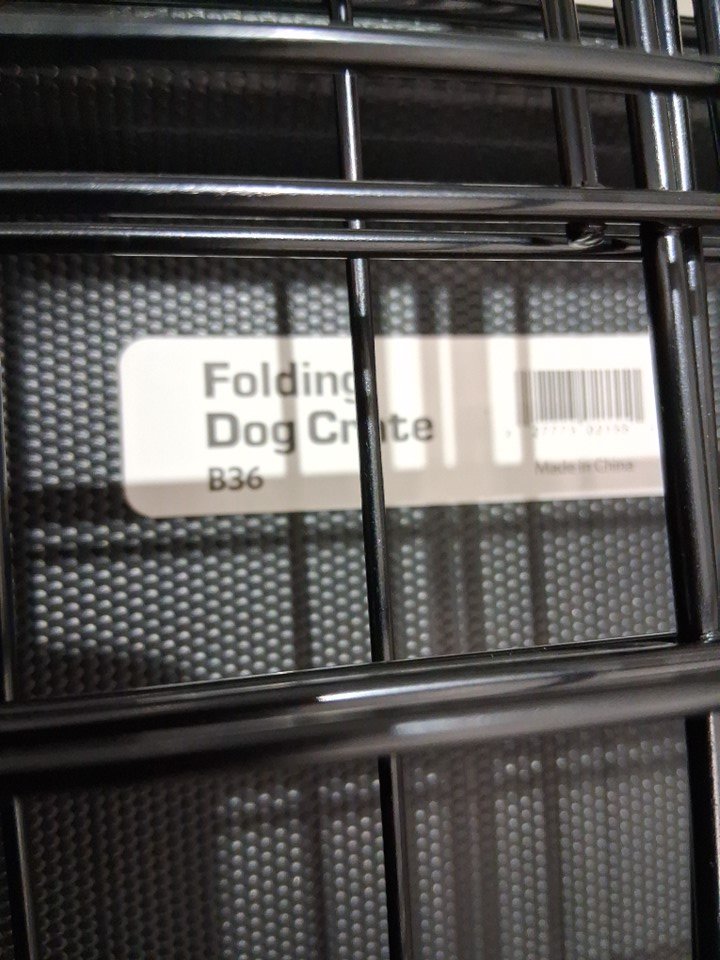 Folding
Dog Crate
B36
Made in China